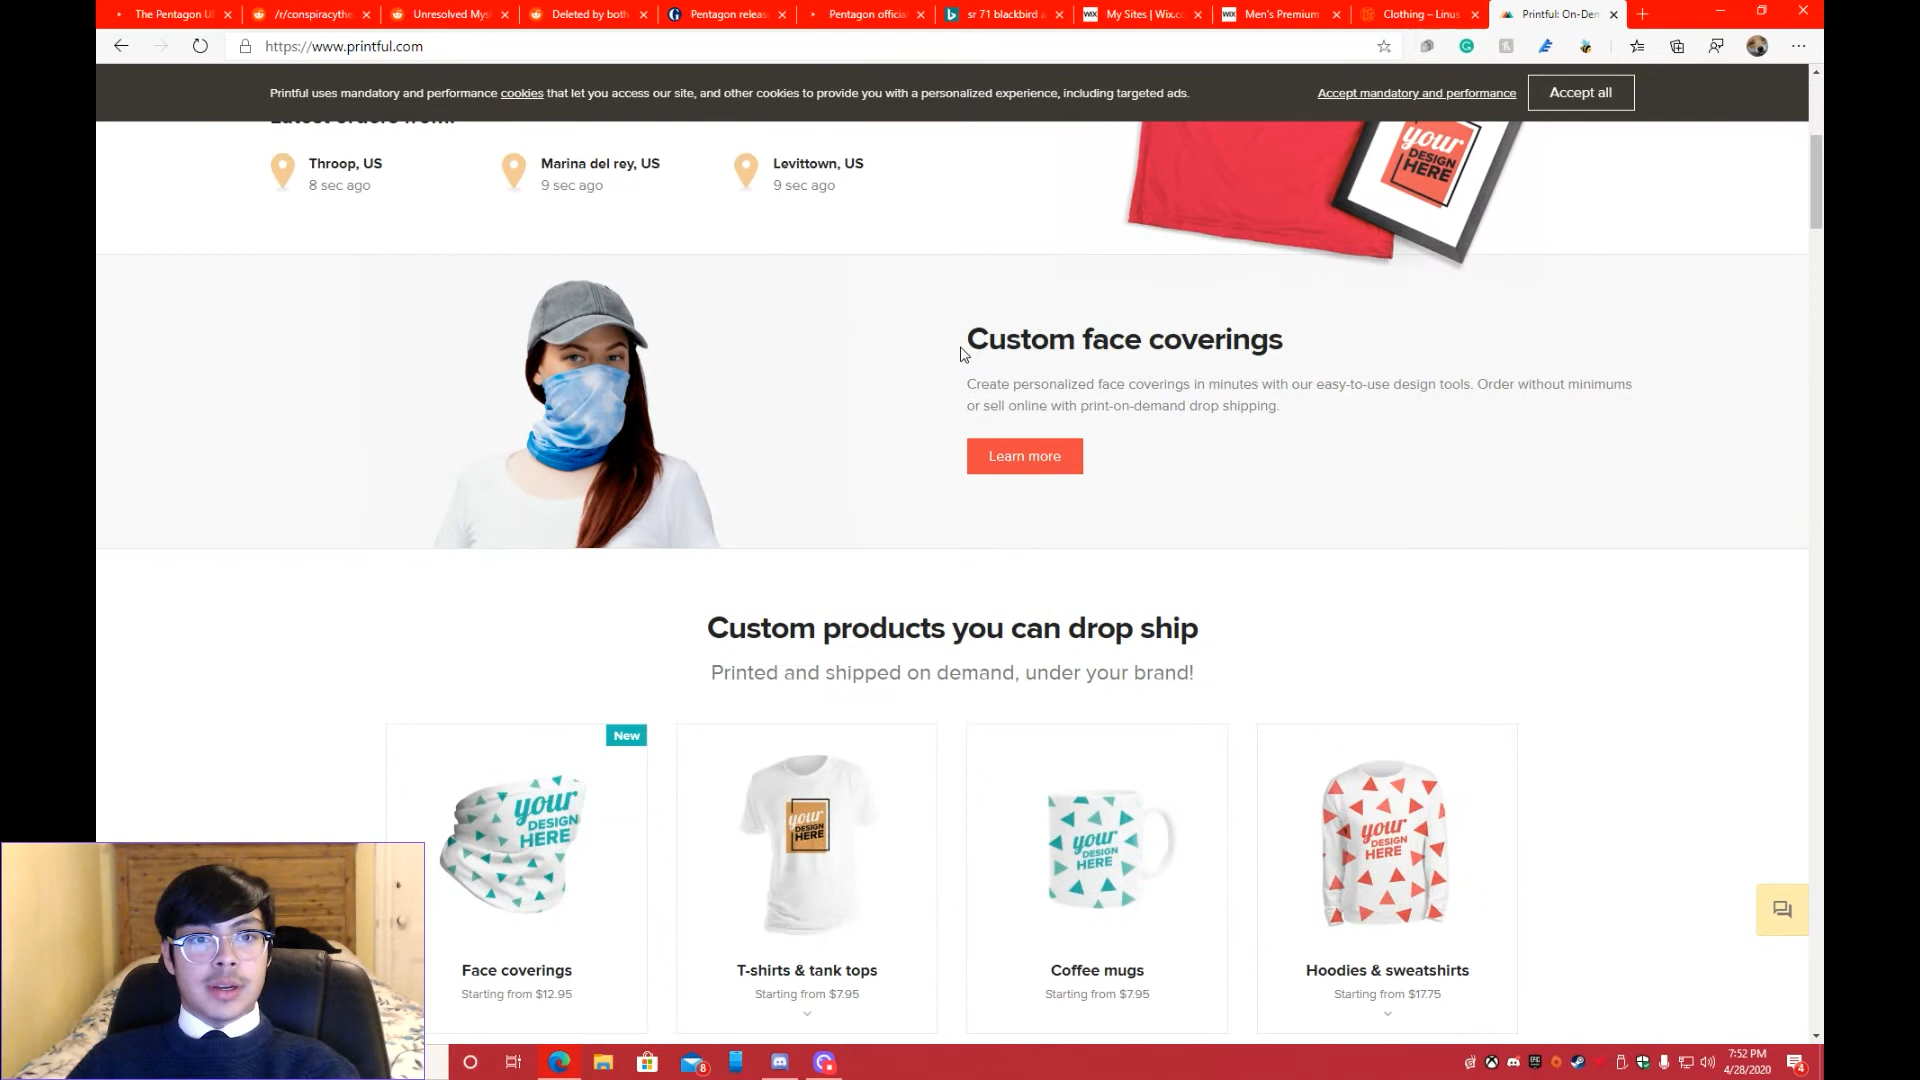 The Pentagon U
/r/conspiracythe
Unresolved Mys
Deleted by both
Pentagon releas
Pentagon officia
sr 71 blackbird a
My Sites | Wix.c
Men's Premium
Clothing – Linus
Printful: On-Dem
https://www.printful.com
Printful uses mandatory and performance cookies that let you access our site, and other cookies to provide you with a personalized experience, including targeted ads.
Accept mandatory and performance
Accept all
Latest orders from:
Throop, US
8 sec ago
Marina del rey, US
9 sec ago
Levittown, US
9 sec ago
your
DESIGN
HERE
Custom face coverings
Create personalized face coverings in minutes with our easy-to-use design tools. Order without minimums
or sell online with print-on-demand drop shipping.
Learn more
Custom products you can drop ship
Printed and shipped on demand, under your brand!
New
your
DESIGN
HERE
your
DESIGN
HERE
your
DESIGN
HERE
your
DESIGN
HERE
Face coverings
Starting from $12.95
T-shirts & tank tops
Starting from $7.95
Coffee mugs
Starting from $7.95
Hoodies & sweatshirts
Starting from $17.75
8
7:52 PM
4/28/2020
4